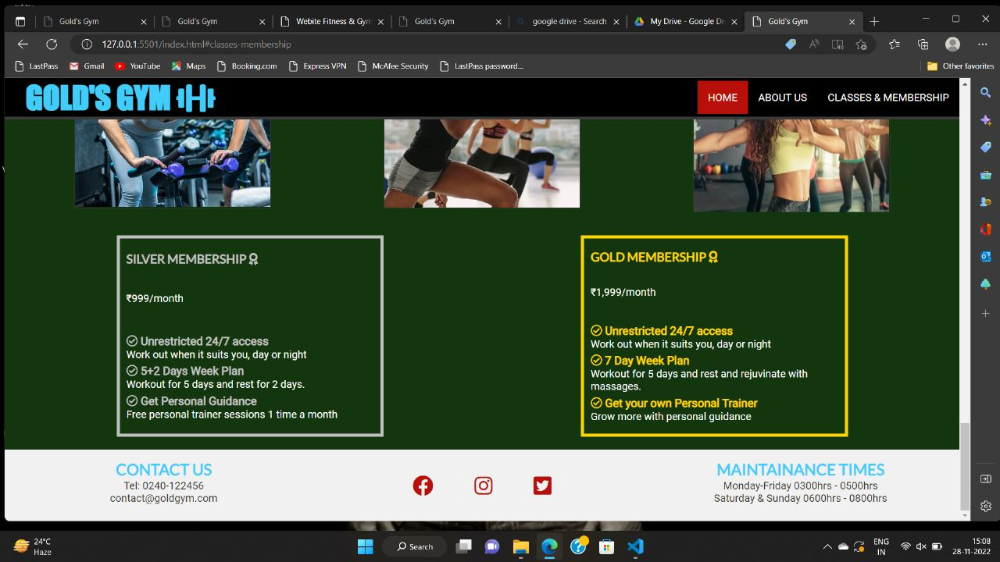 Gold's Gym
Gold's Gym
Webite Fitness & Gym
Gold's Gym
google drive - Search
My Drive - Google Dr
Gold's Gym
127.0.0.1:5501/index.html#classes-membership
LastPass
Gmail
YouTube
Maps
Booking.com
Express VPN
McAfee Security
LastPass password...
Other favorites
GOLD'S GYM
HOME
ABOUT US
CLASSES & MEMBERSHIP
SILVER MEMBERSHIP
₹999/month
Unrestricted 24/7 access
Work out when it suits you, day or night
5+2 Days Week Plan
Workout for 5 days and rest for 2 days.
Get Personal Guidance
Free personal trainer sessions 1 time a month
GOLD MEMBERSHIP
₹1,999/month
Unrestricted 24/7 access
Work out when it suits you, day or night
7 Day Week Plan
Workout for 5 days and rest and rejuvinate with
massages.
Get your own Personal Trainer
Grow more with personal guidance
CONTACT US
Tel: 0240-122456
contact@goldgym.com
MAINTAINANCE TIMES
Monday-Friday 0300hrs - 0500hrs
Saturday & Sunday 0600hrs - 0800hrs
24°C
Haze
Search
ENG
IN
15:08
28-11-2022